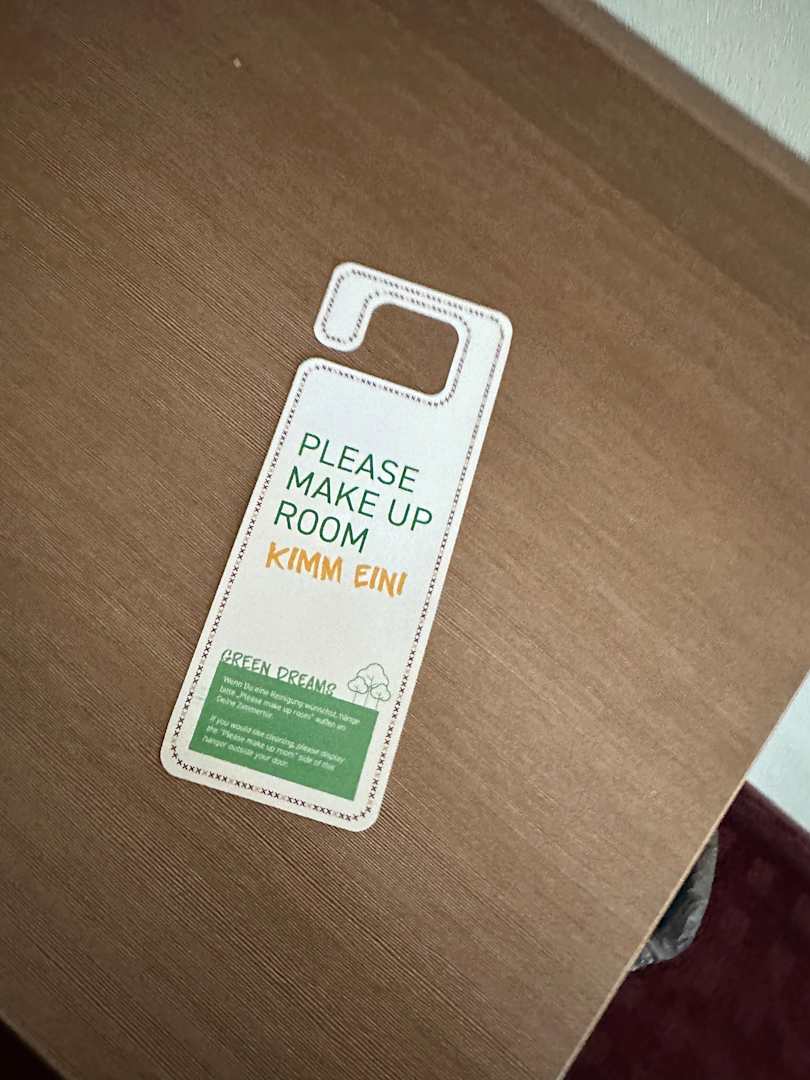 PLEASE
MAKE UP
ROOM
KIMM EINI
GREEN DREAMS
Wenn Du eine Reinigung wünschst, hänge
bitte „Please make up room“ außen an
Deine Zimmertür.
If you would like cleaning, please display
the "Please make up room" side of this
hanger outside your door.